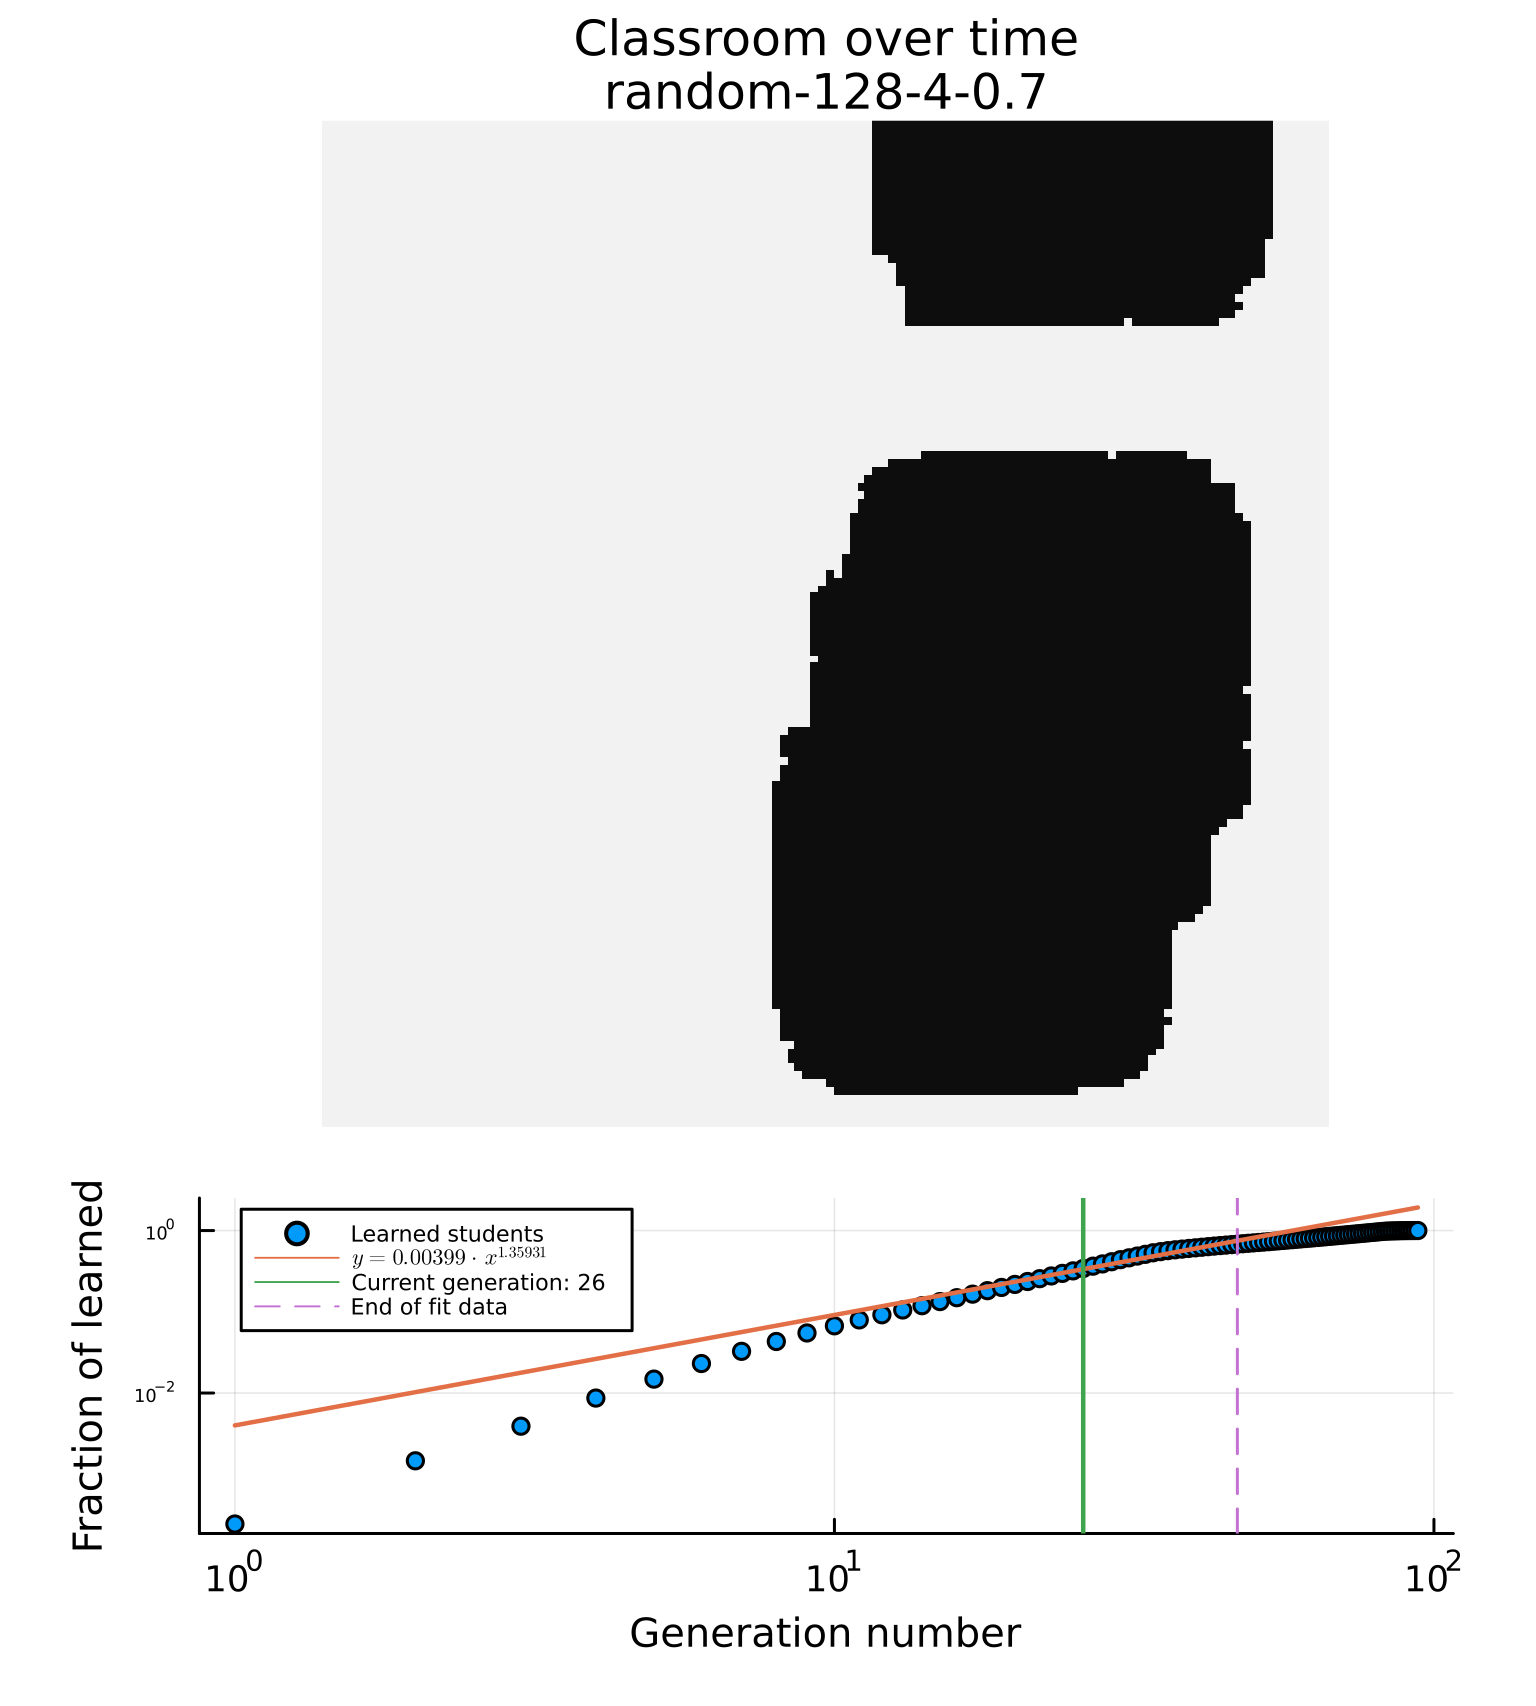 Classroom over time
random-128-4-0.7
Fraction of learned
10^0
10^-2
Learned students
y = 0.00399 · x^1.35931
Current generation: 26
End of fit data
10^0 10^1 10^2
Generation number